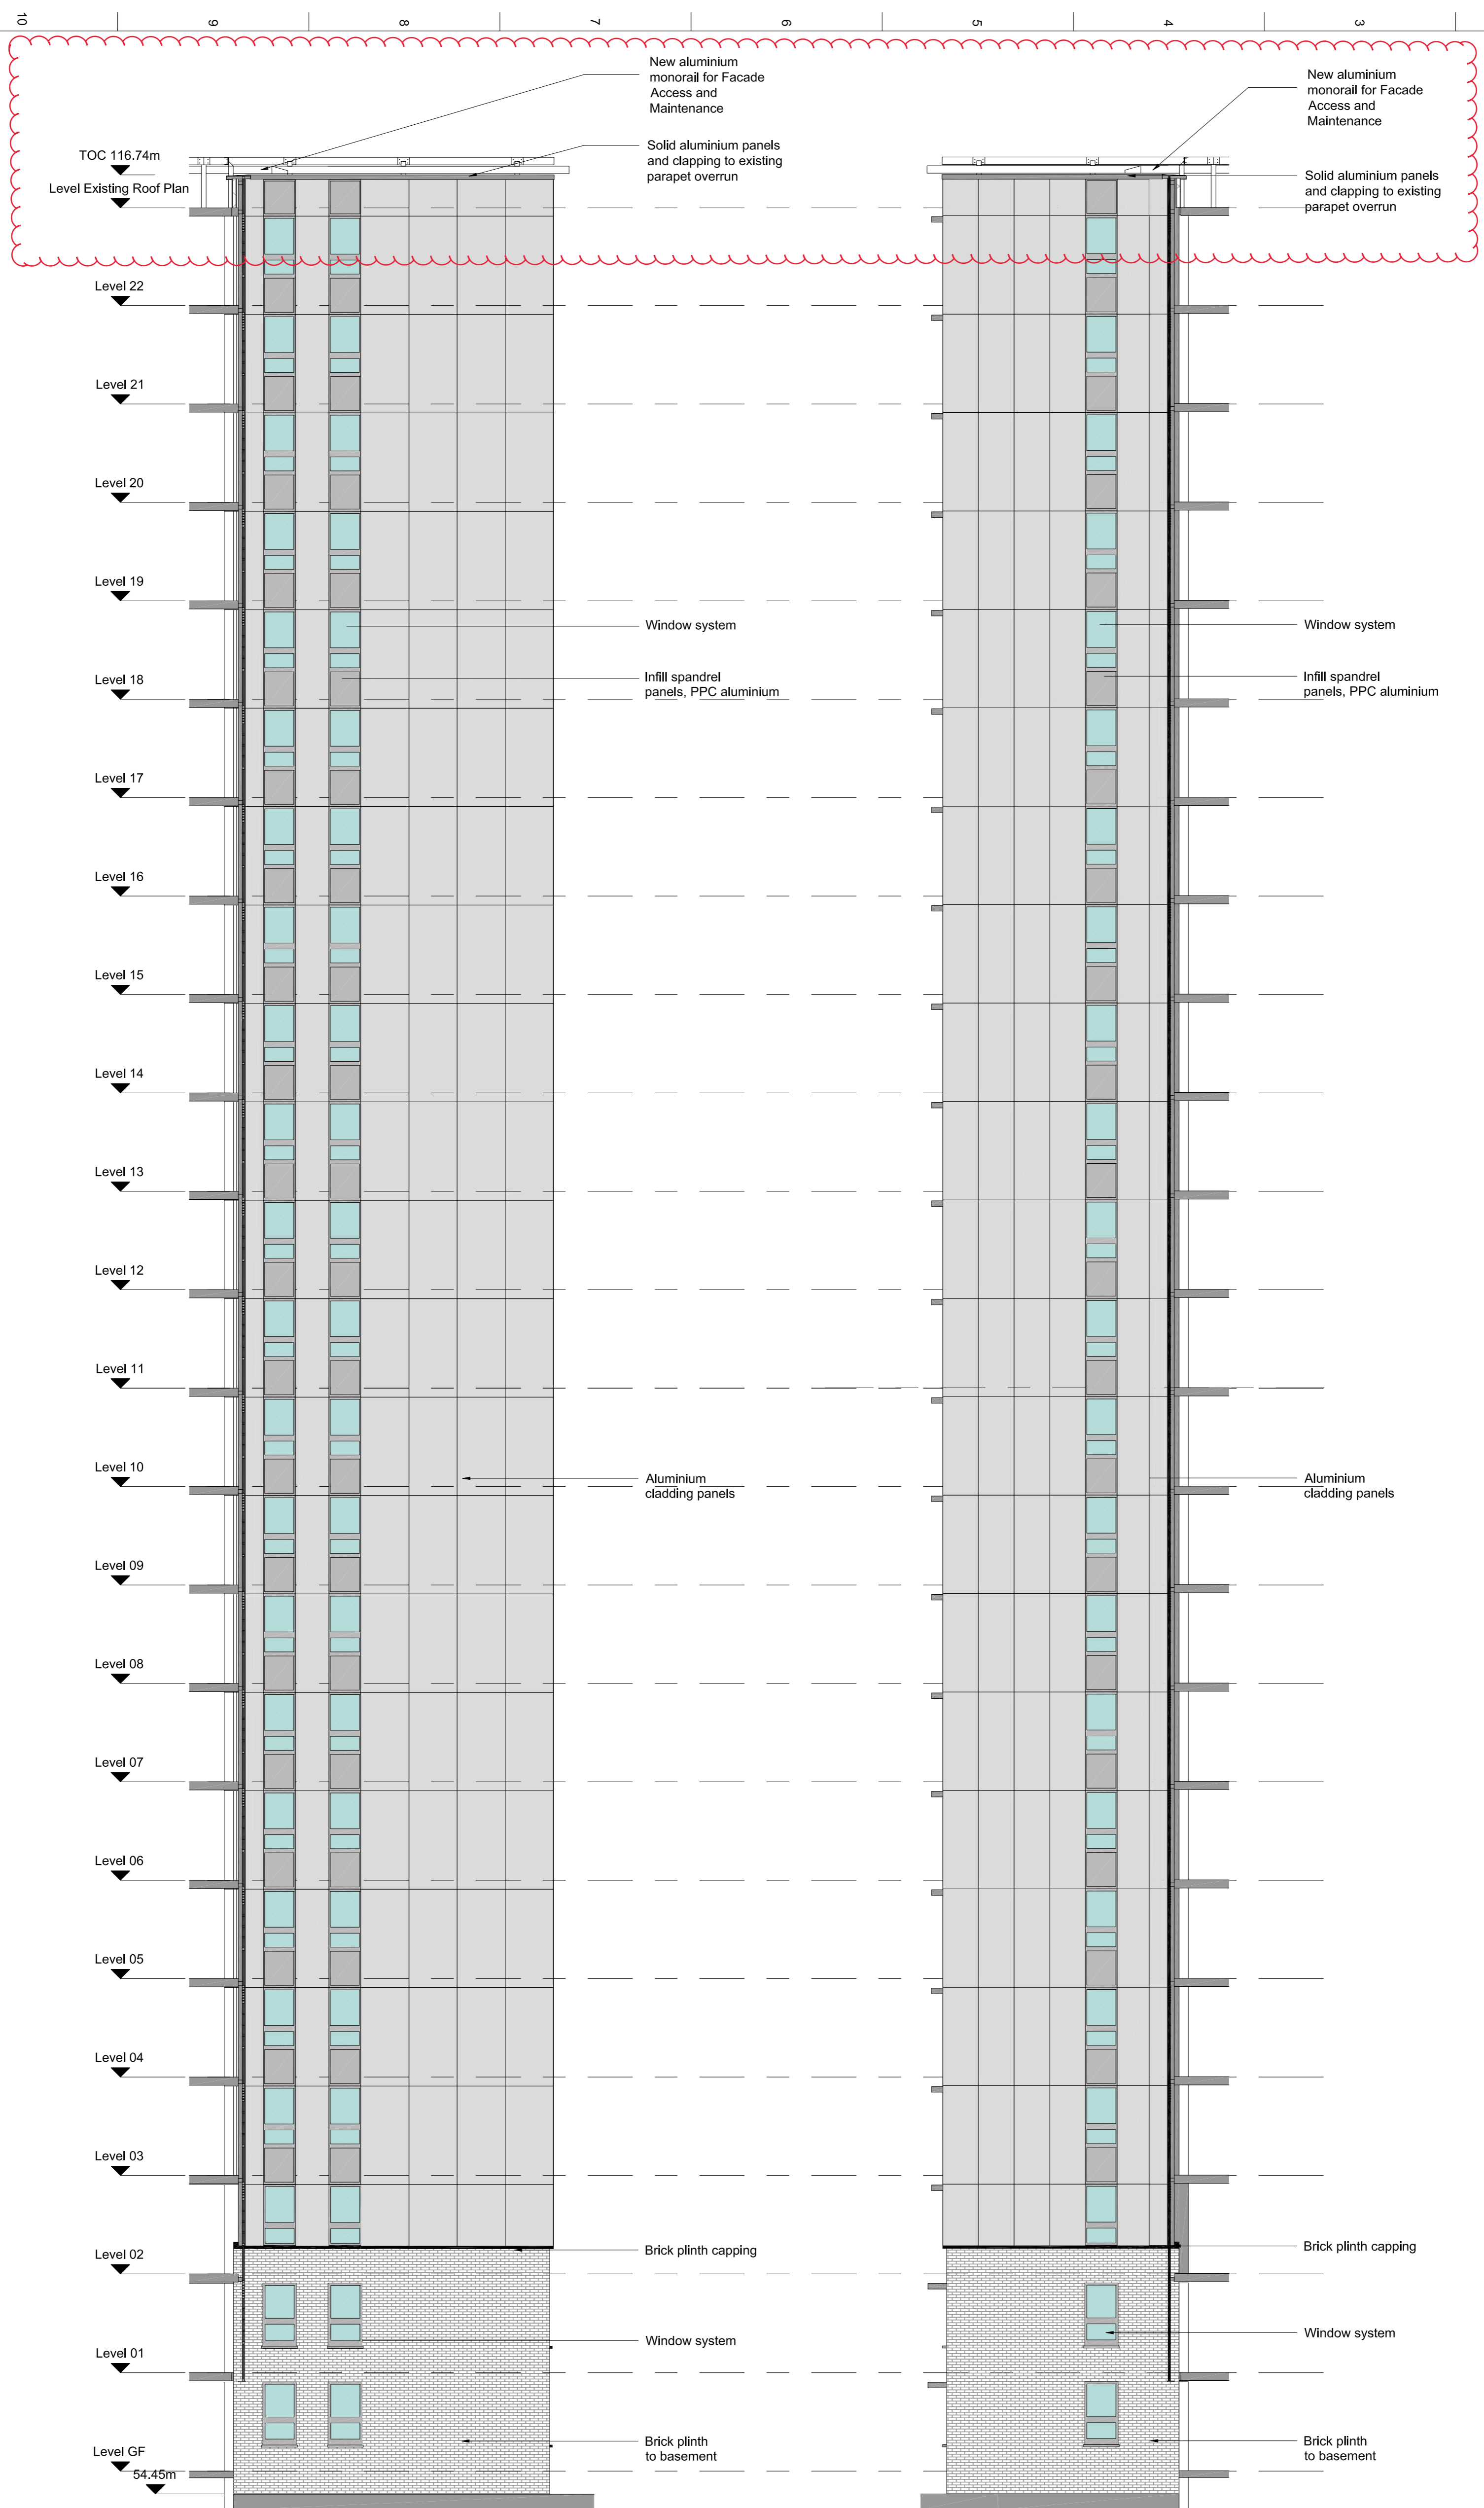 10
9
8
7
6
5
4
3
New aluminium
monorail for Facade
Access and
Maintenance
New aluminium
monorail for Facade
Access and
Maintenance
TOC 116.74m
Solid aluminium panels
and clapping to existing
parapet overrun
Solid aluminium panels
and clapping to existing
parapet overrun
Level Existing Roof Plan
Level 22
Level 21
Level 20
Level 19
Window system
Window system
Level 18
Infill spandrel
panels, PPC aluminium
Infill spandrel
panels, PPC aluminium
Level 17
Level 16
Level 15
Level 14
Level 13
Level 12
Level 11
Level 10
Aluminium
cladding panels
Aluminium
cladding panels
Level 09
Level 08
Level 07
Level 06
Level 05
Level 04
Level 03
Level 02
Brick plinth capping
Brick plinth capping
Window system
Window system
Level 01
Brick plinth
to basement
Brick plinth
to basement
Level GF
54.45m